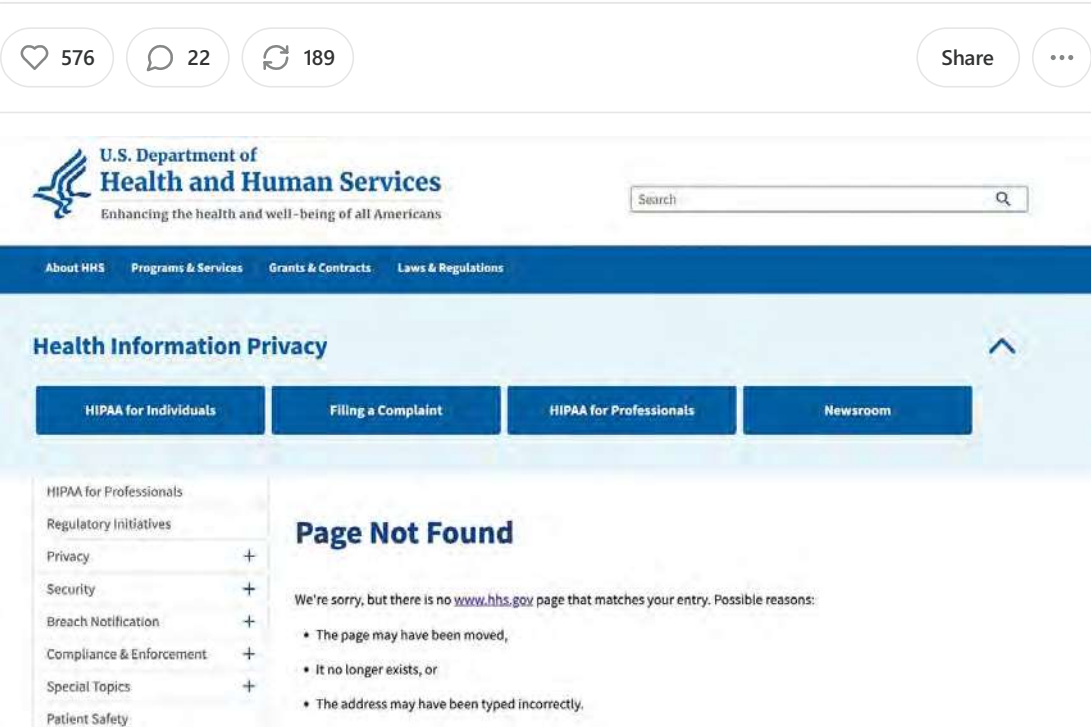 576 22 189 Share
U.S. Department of
Health and Human Services
Enhancing the health and well-being of all Americans
Search
About HHS Programs & Services Grants & Contracts Laws & Regulations
Health Information Privacy
HIPAA for Individuals Filing a Complaint HIPAA for Professionals Newsroom
HIPAA for Professionals
Regulatory Initiatives
Privacy +
Security +
Breach Notification +
Compliance & Enforcement +
Special Topics +
Patient Safety
Page Not Found
We're sorry, but there is no www.hhs.gov page that matches your entry. Possible reasons:
• The page may have been moved,
• It no longer exists, or
• The address may have been typed incorrectly.